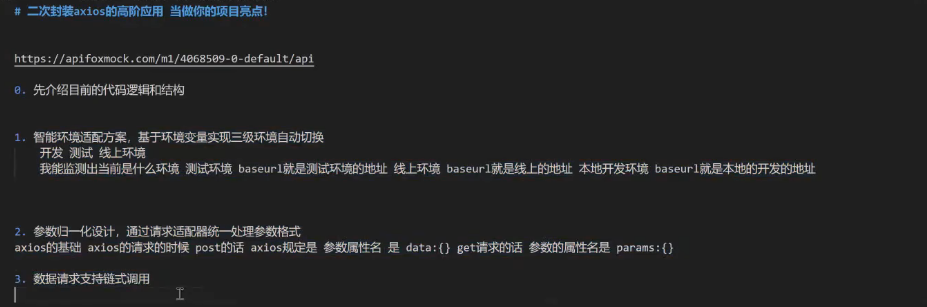 # 二次封装axios的高阶应用 当做你的项目亮点!
https://apifoxmock.com/m1/4068509-0-default/api
0. 先介绍目前的代码逻辑和结构
1. 智能环境适配方案，基于环境变量实现三级环境自动切换
开发 测试 线上环境
我能监测出当前是什么环境 测试环境 baseurl就是测试环境的地址 线上环境 baseurl就是线上的地址 本地开发环境 baseurl就是本地的开发的地址
2. 参数归一化设计，通过请求适配器统一处理参数格式
axios的基础 axios的请求的时候 post的话 axios规定是 参数属性名 是 data:{} get请求的话 参数的属性名是 params:{}
3. 数据请求支持链式调用